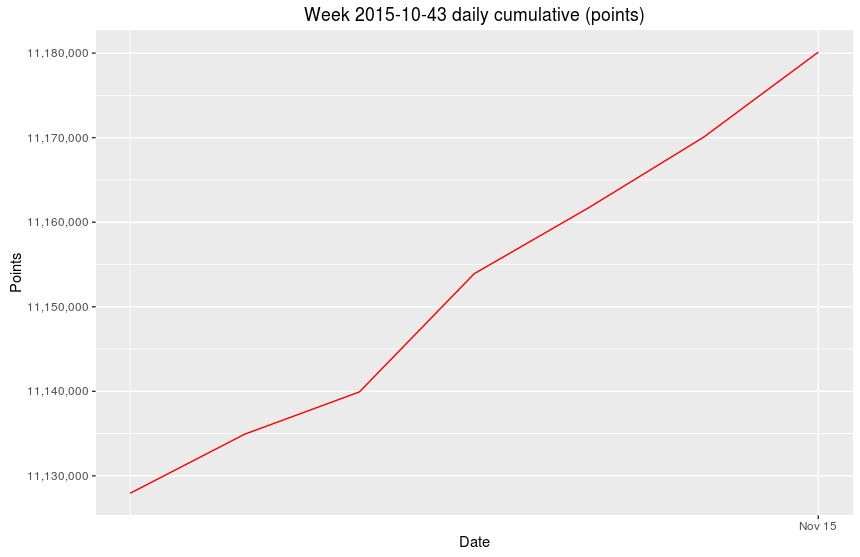 Week 2015-10-43 daily cumulative (points)
11,180,000
11,170,000
11,160,000
11,150,000
11,140,000
11,130,000
Points
Nov 15
Date